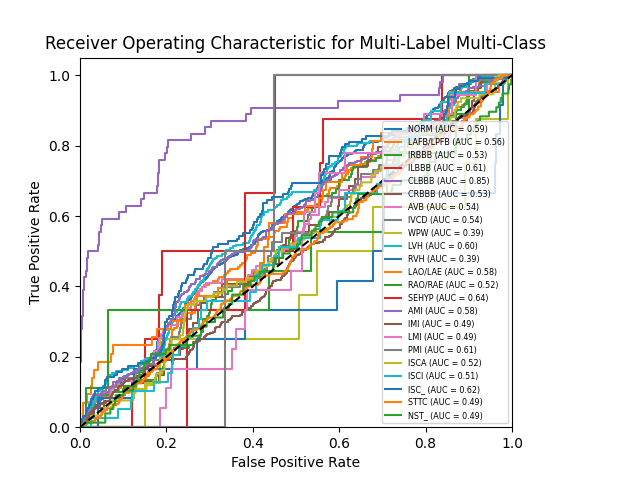 Receiver Operating Characteristic for Multi-Label Multi-Class
1.0
0.8
0.6
0.4
0.2
0.0
True Positive Rate
NORM (AUC = 0.59)
LAFB/LPFB (AUC = 0.56)
IRBBB (AUC = 0.53)
ILBBB (AUC = 0.61)
CLBBB (AUC = 0.85)
CRBBB (AUC = 0.53)
AVB (AUC = 0.54)
IVCD (AUC = 0.54)
WPW (AUC = 0.39)
LVH (AUC = 0.60)
RVH (AUC = 0.39)
LAO/LAE (AUC = 0.58)
RAO/RAE (AUC = 0.52)
SEHYP (AUC = 0.64)
AMI (AUC = 0.58)
IMI (AUC = 0.49)
LMI (AUC = 0.49)
PMI (AUC = 0.61)
ISCA (AUC = 0.52)
ISCI (AUC = 0.51)
ISC_ (AUC = 0.62)
STTC (AUC = 0.49)
NST_ (AUC = 0.49)
0.0 0.2 0.4 0.6 0.8 1.0
False Positive Rate